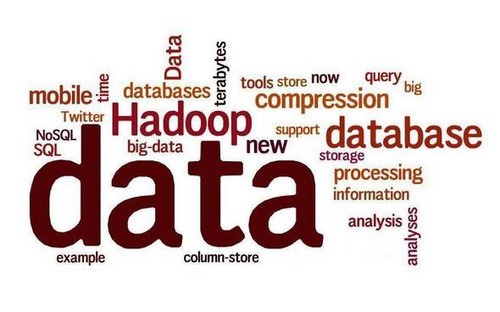 Data
terabytes
time
mobile
databases
tools
store
now
query
big
compression
Twitter
Hadoop
NoSQL
SQL
big-data
new
support
database
storage
processing
information
data
analysis
analyses
example
column-store